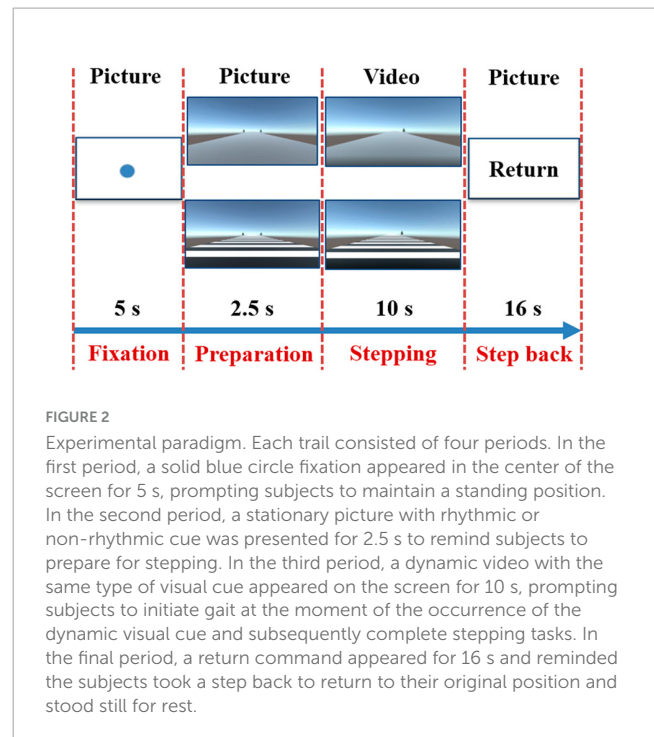 Picture Picture Video Picture
Return
5 s 2.5 s 10 s 16 s
Fixation Preparation Stepping Step back
FIGURE 2
Experimental paradigm. Each trail consisted of four periods. In the
first period, a solid blue circle fixation appeared in the center of the
screen for 5 s, prompting subjects to maintain a standing position.
In the second period, a stationary picture with rhythmic or
non-rhythmic cue was presented for 2.5 s to remind subjects to
prepare for stepping. In the third period, a dynamic video with the
same type of visual cue appeared on the screen for 10 s, prompting
subjects to initiate gait at the moment of the occurrence of the
dynamic visual cue and subsequently complete stepping tasks. In
the final period, a return command appeared for 16 s and reminded
the subjects took a step back to return to their original position and
stood still for rest.